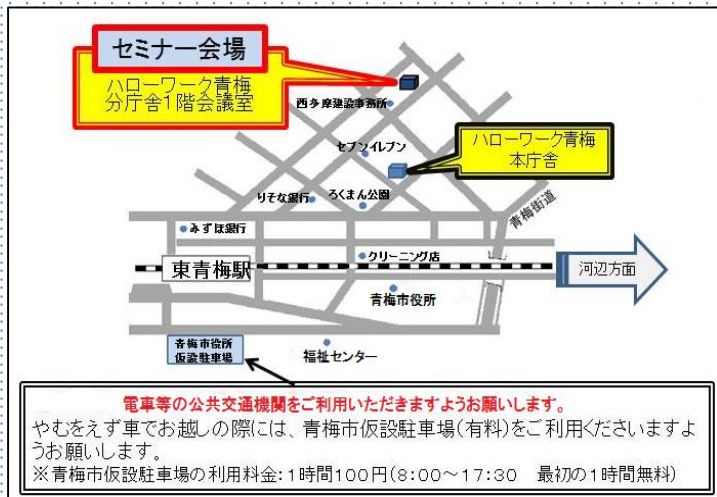 セミナー会場
ハローワーク青梅
分庁舎1階会議室
西多摩建設事務所
セブンイレブン
ハローワーク青梅
本庁舎
りそな銀行
ろくまん公園
青梅街道
みずほ銀行
クリーニング店
東青梅駅
河辺方面
青梅市役所
青梅市役所
仮設駐車場
福祉センター
電車等の公共交通機関をご利用いただきますようお願いします。
やむをえず車でお越しの際には、青梅市仮設駐車場(有料)をご利用くださいますよ
うお願いします。
※青梅市仮設駐車場の利用料金:1時間100円(8:00～17:30　最初の1時間無料)